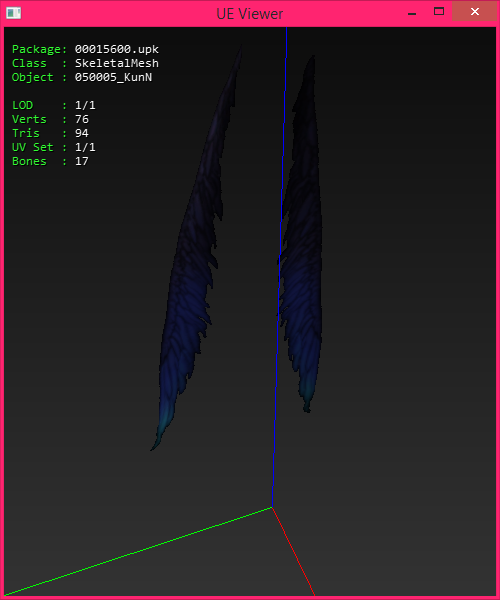 UE Viewer
Package: 00015600.upk
Class  : SkeletalMesh
Object : 050005_KunN
LOD    : 1/1
Verts  : 76
Tris   : 94
UV Set : 1/1
Bones  : 17